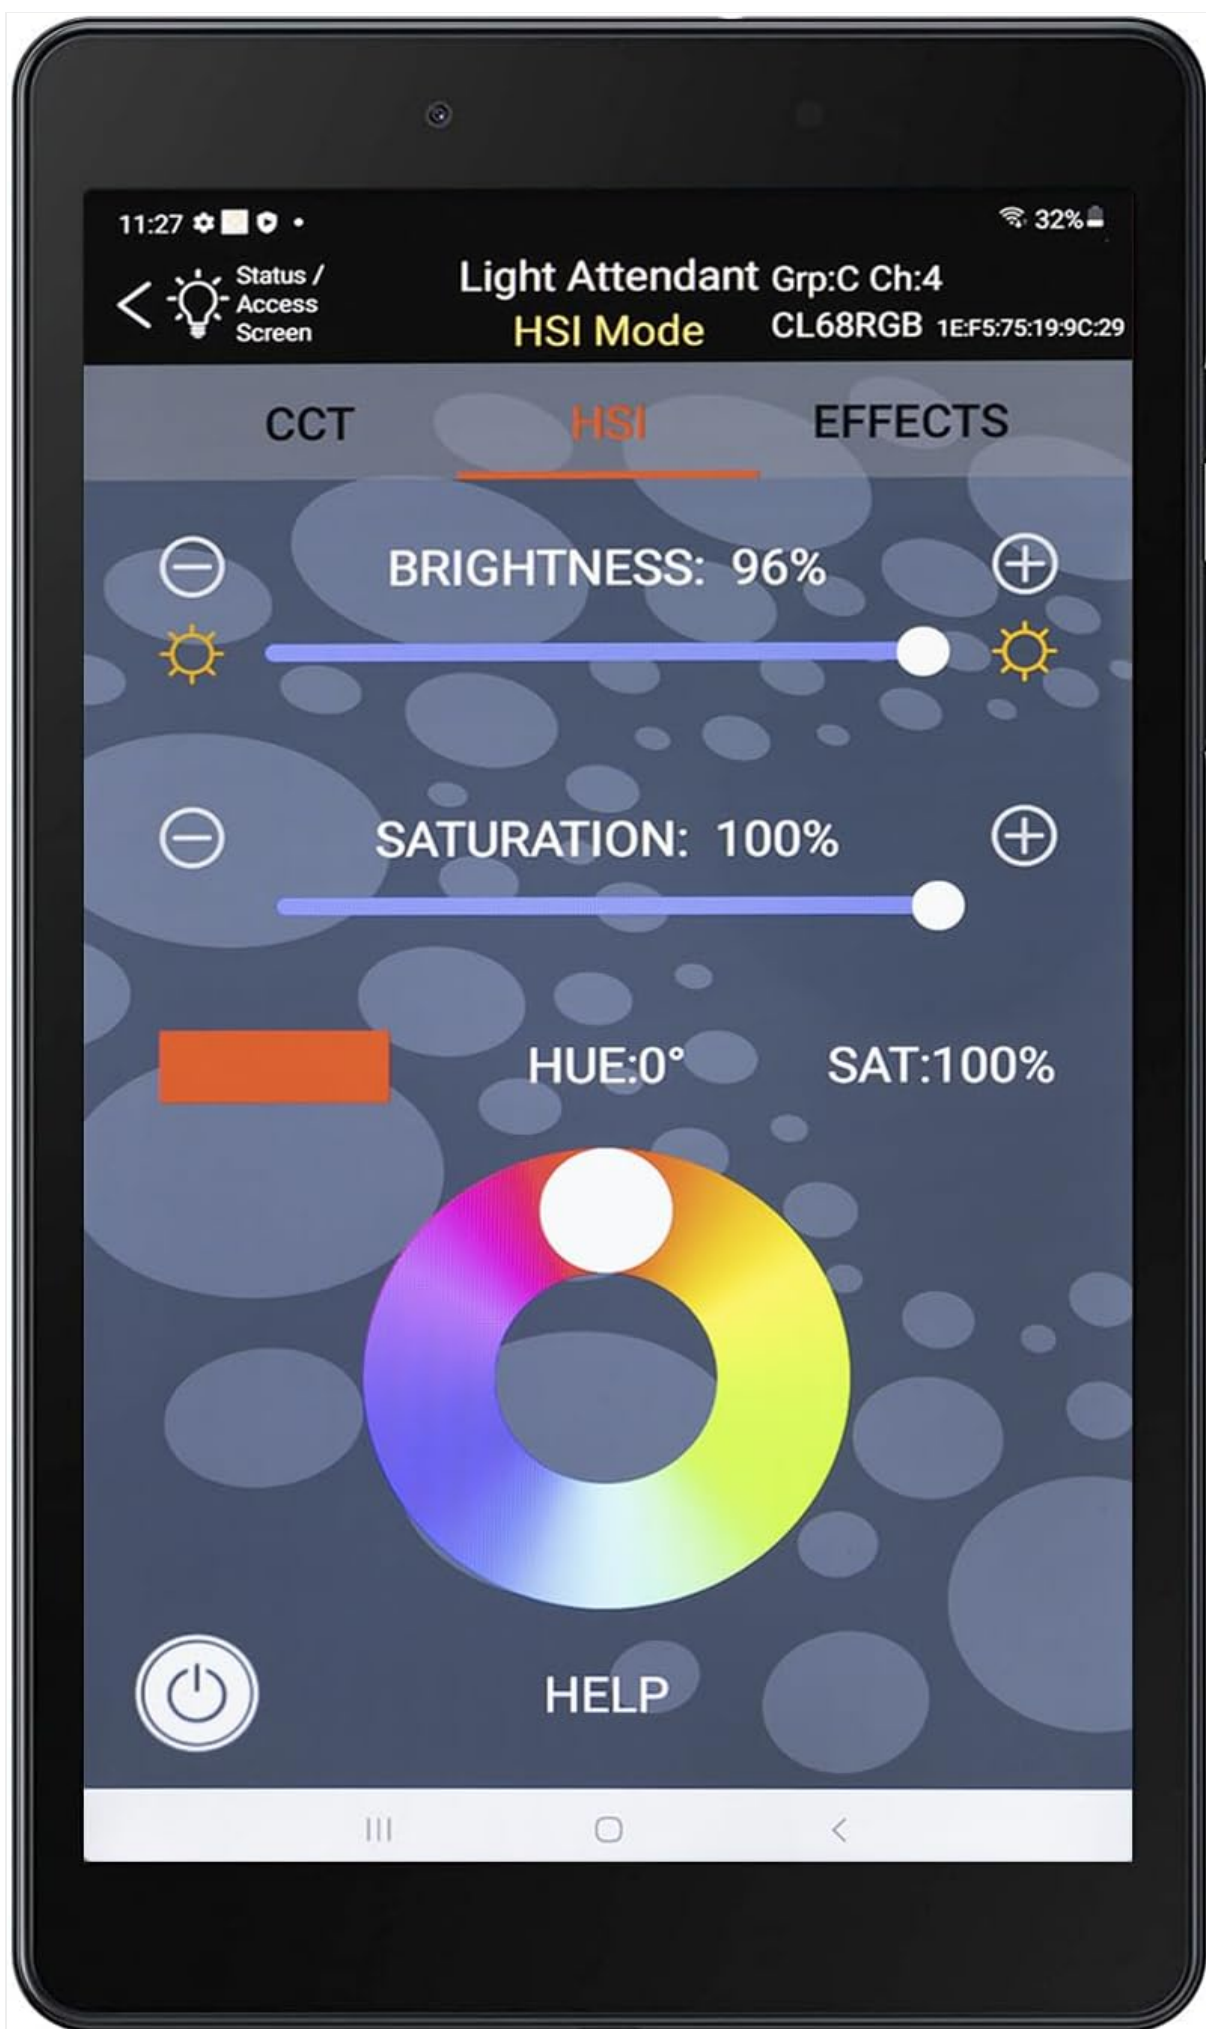 11:27 32%
Status /
Access
Screen
Light Attendant Grp:C Ch:4
HSI Mode CL68RGB 1E:F5:75:19:9C:29
CCT HSI EFFECTS
BRIGHTNESS: 96%
SATURATION: 100%
HUE:0° SAT:100%
HELP